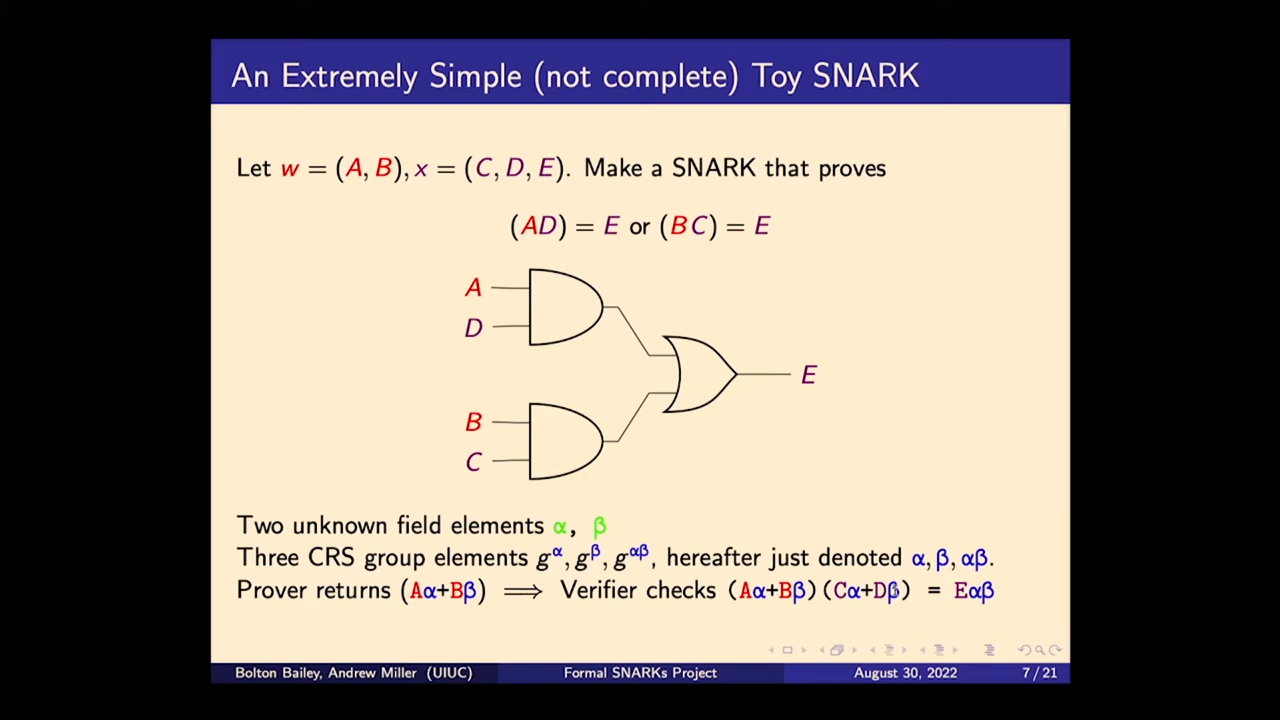 An Extremely Simple (not complete) Toy SNARK
Let w = (A, B), x = (C, D, E). Make a SNARK that proves
(AD) = E or (BC) = E
A
D
E
B
C
Two unknown field elements α, β
Three CRS group elements g^α, g^β, g^αβ, hereafter just denoted α, β, αβ.
Prover returns (Aα+Bβ) ⟹ Verifier checks (Aα+Bβ)(Cα+Dβ) = Eαβ
Bolton Bailey, Andrew Miller (UIUC) Formal SNARKs Project August 30, 2022 7 / 21